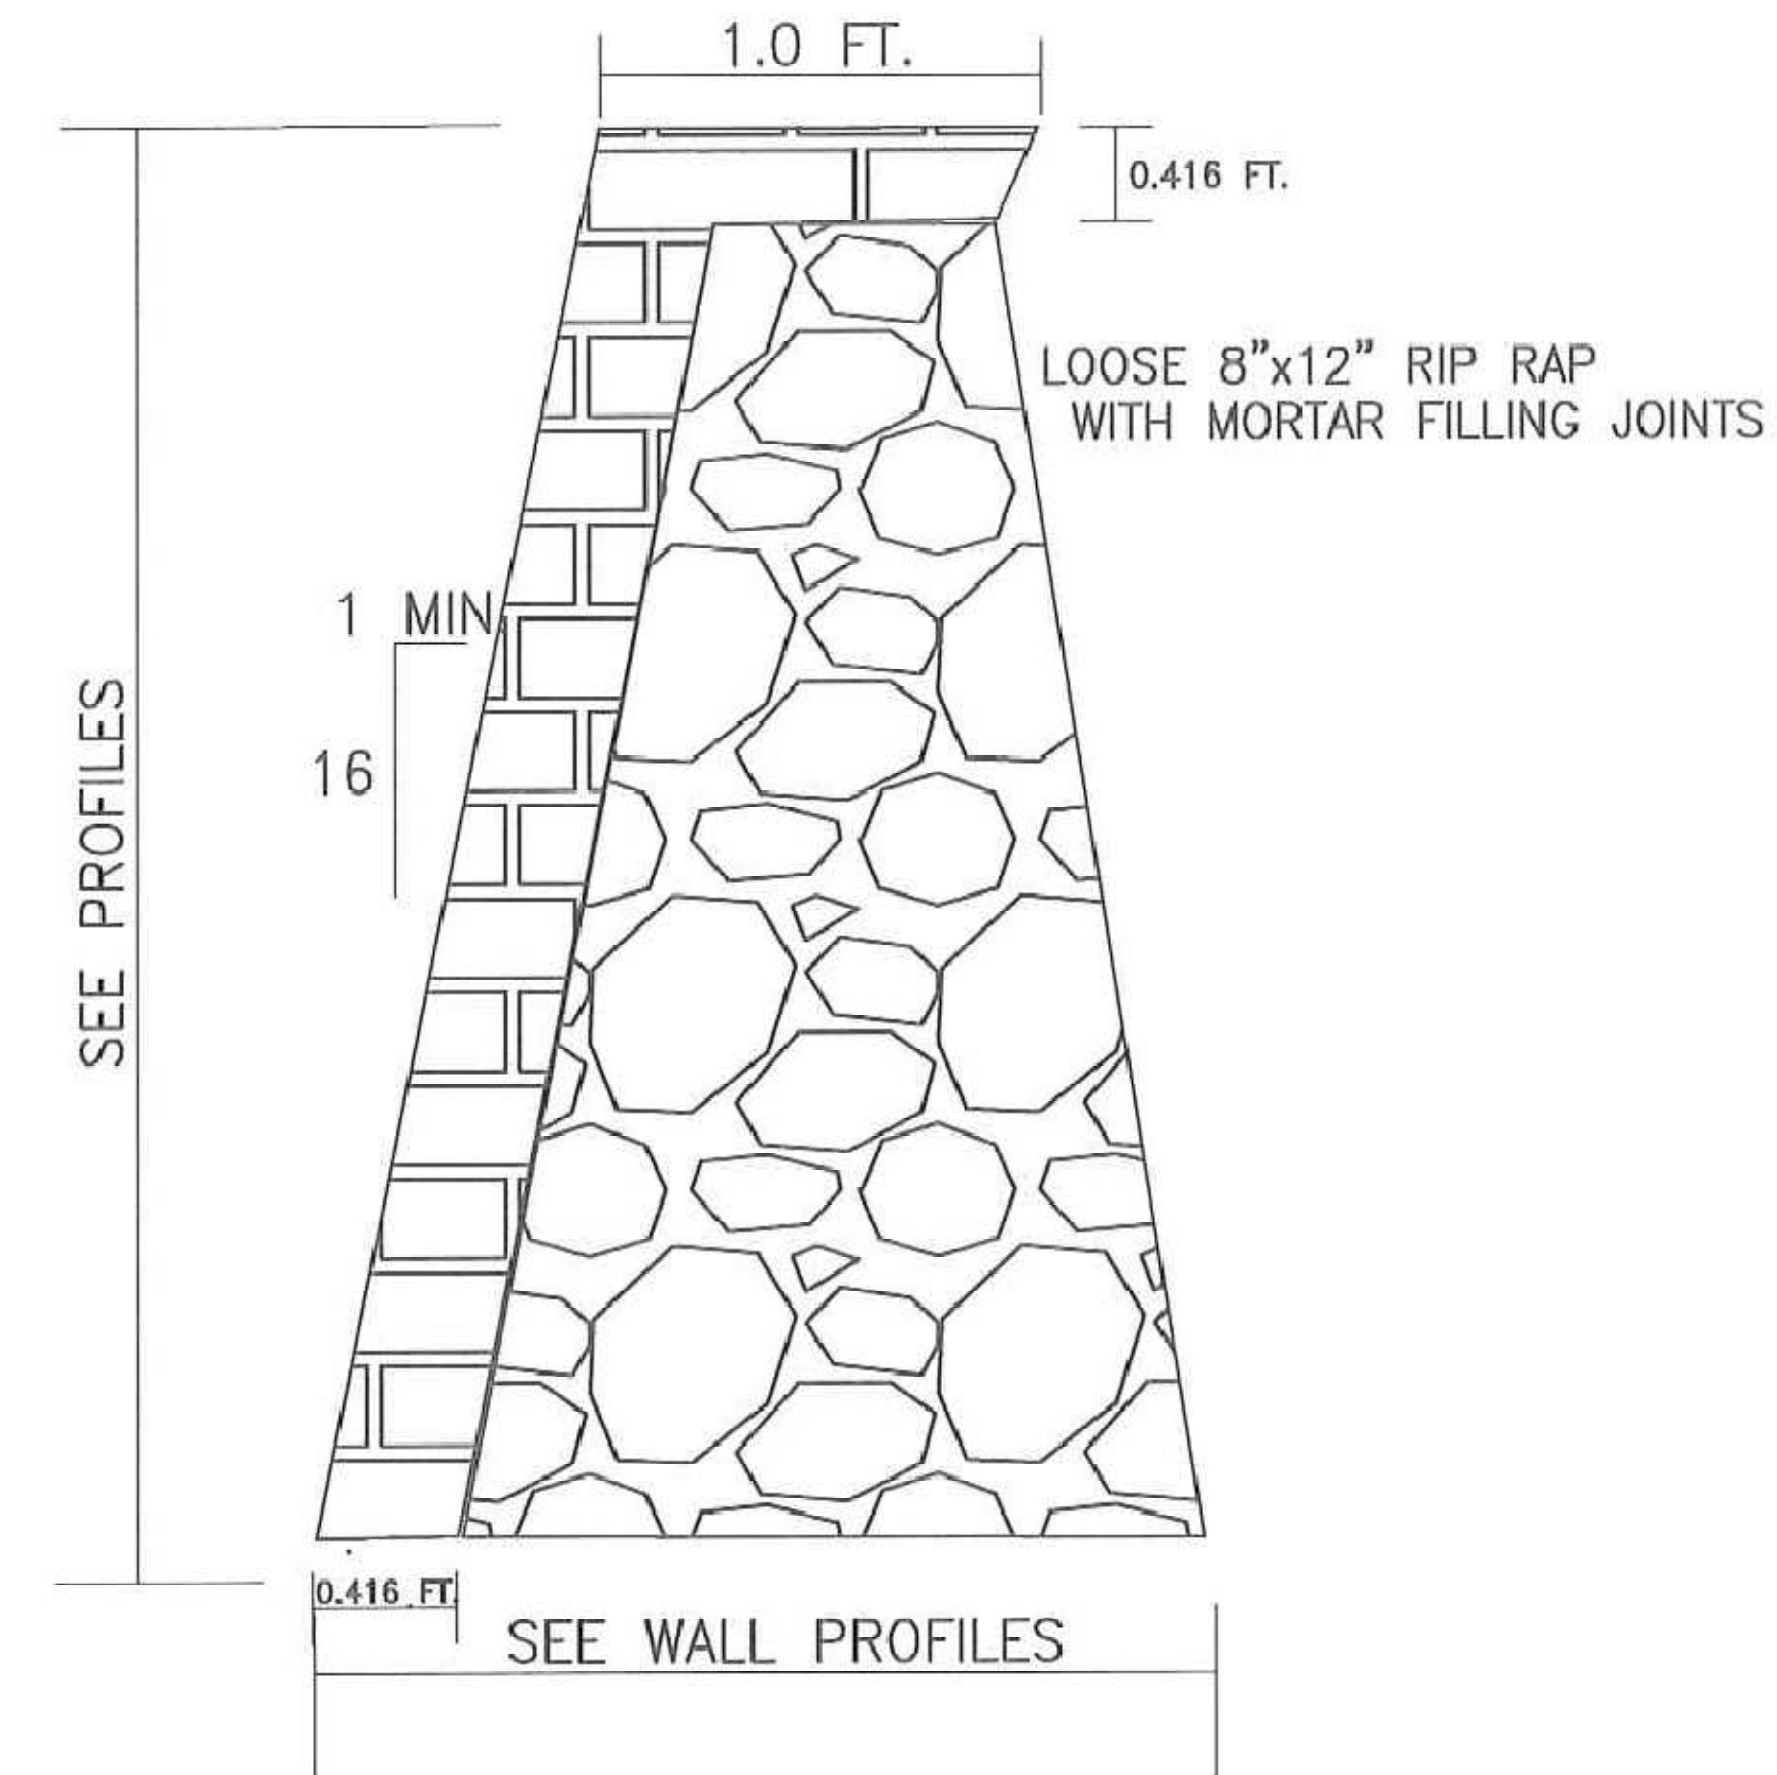 1.0 FT.
0.416 FT.
LOOSE 8"x12" RIP RAP
WITH MORTAR FILLING JOINTS
1 MIN
16
SEE PROFILES
0.416 FT.
SEE WALL PROFILES